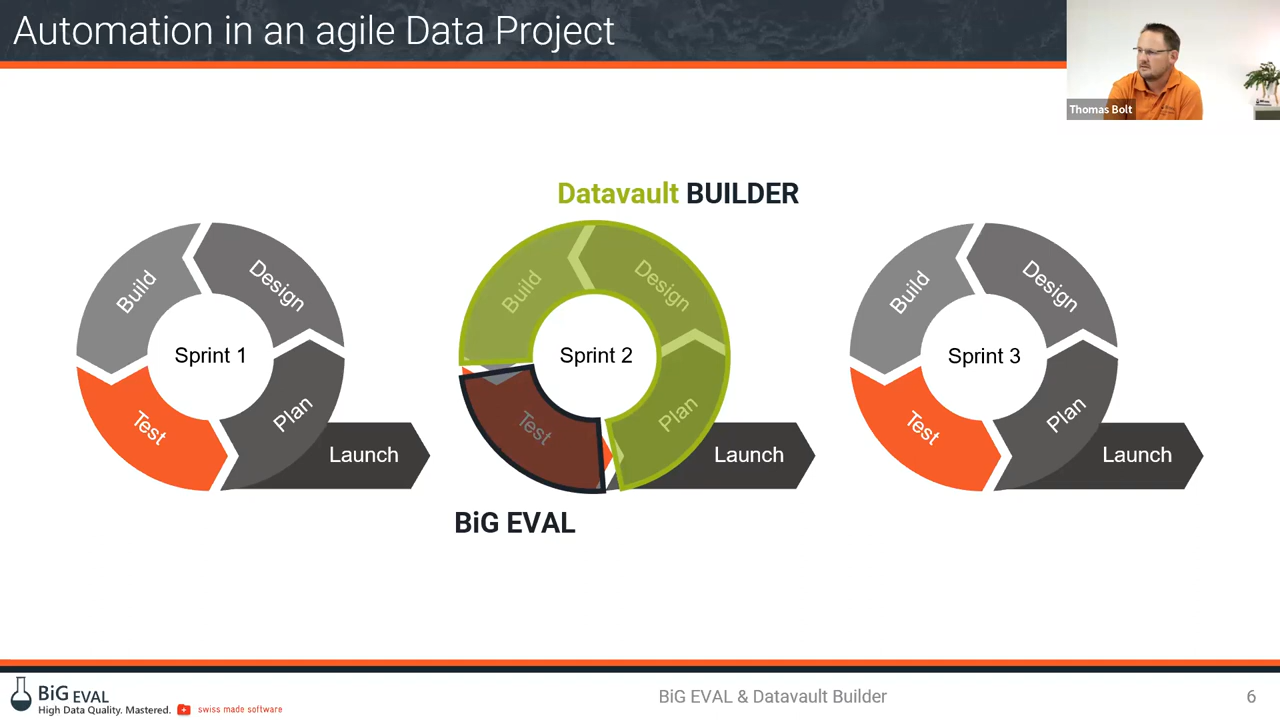 Automation in an agile Data Project
Thomas Bolt
Datavault BUILDER
Build
Design
Sprint 1
Test
Plan
Launch
Build
Design
Sprint 2
Test
Plan
Launch
Build
Design
Sprint 3
Test
Plan
Launch
BiG EVAL
BiG EVAL
High Data Quality. Mastered.
swiss made software
BiG EVAL & Datavault Builder
6